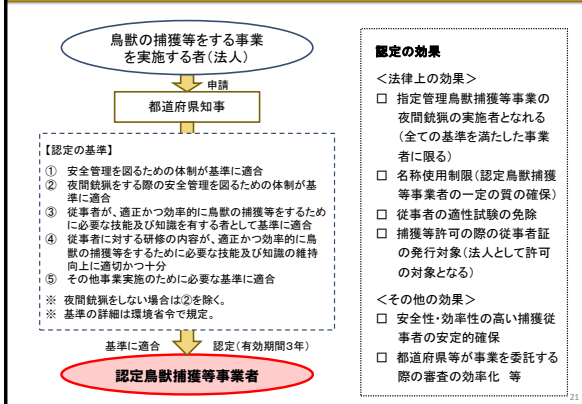 鳥獣の捕獲等をする事業
を実施する者(法人)
申請
都道府県知事
【認定の基準】
① 安全管理を図るための体制が基準に適合
② 夜間銃猟をする際の安全管理を図るための体制が基
準に適合
③ 従事者が、適正かつ効率的に鳥獣の捕獲等をするため
に必要な技能及び知識を有する者として基準に適合
④ 従事者に対する研修の内容が、適正かつ効率的に鳥
獣の捕獲等をするために必要な技能及び知識の維持
向上に適切かつ十分
⑤ その他事業実施のために必要な基準に適合
※ 夜間銃猟をしない場合は②を除く。
※ 基準の詳細は環境省令で規定。
基準に適合 認定(有効期間3年)
認定鳥獣捕獲等事業者
認定の効果
<法律上の効果>
□ 指定管理鳥獣捕獲等事業の
夜間銃猟の実施者となれる
(全ての基準を満たした事業
者に限る)
□ 名称使用制限(認定鳥獣捕獲
等事業者の一定の質の確保)
□ 従事者の適性試験の免除
□ 捕獲等許可の際の従事者証
の発行対象(法人として許可
の対象となる)
<その他の効果>
□ 安全性・効率性の高い捕獲従
事者の安定的確保
□ 都道府県等が事業を委託する
際の審査の効率化 等
21